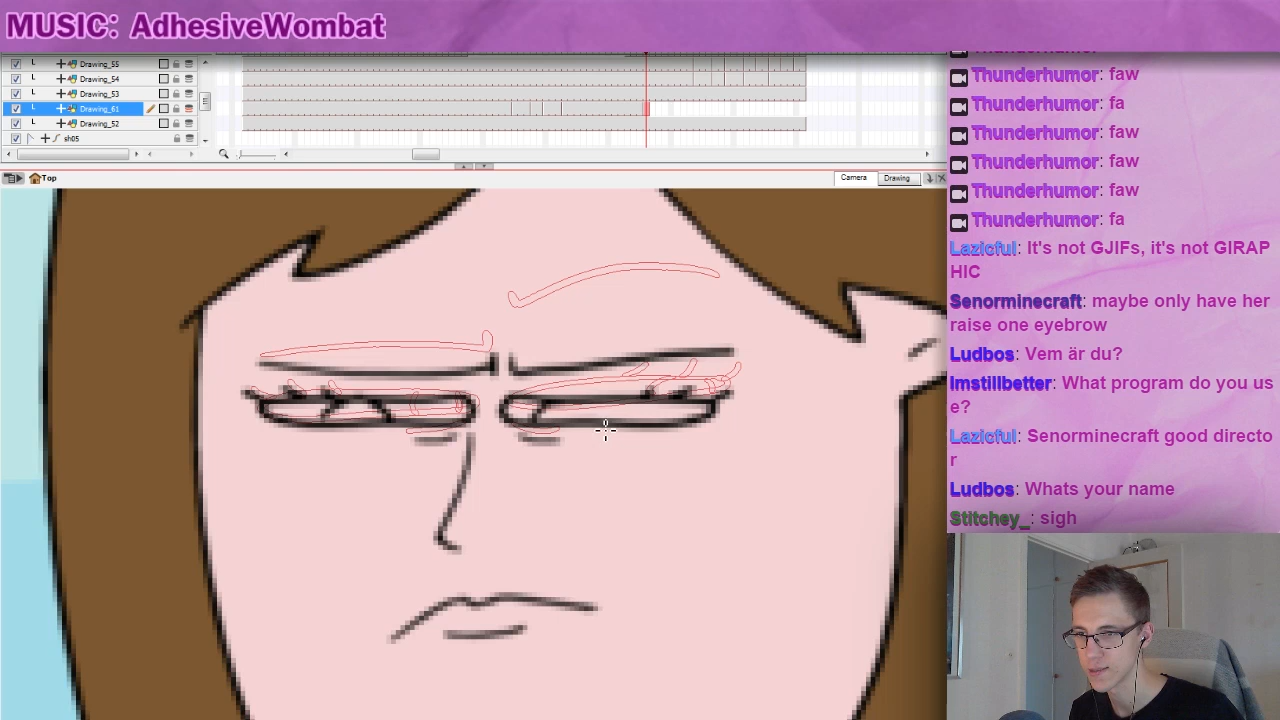 MUSIC: AdhesiveWombat
Drawing_55
Drawing_54
Drawing_53
Drawing_61
Drawing_52
sh05
Top
Camera
Drawing
Thunderhumor: faw
Thunderhumor: fa
Thunderhumor: faw
Thunderhumor: faw
Thunderhumor: faw
Thunderhumor: fa
Lazicful: It's not GJIFs, it's not GIRAP
HIC
Senorminecraft: maybe only have her
raise one eyebrow
Ludbos: Vem är du?
Imstillbetter: What program do you us
e?
Lazicful: Senorminecraft good directo
r
Ludbos: Whats your name
Stitchey_: sigh